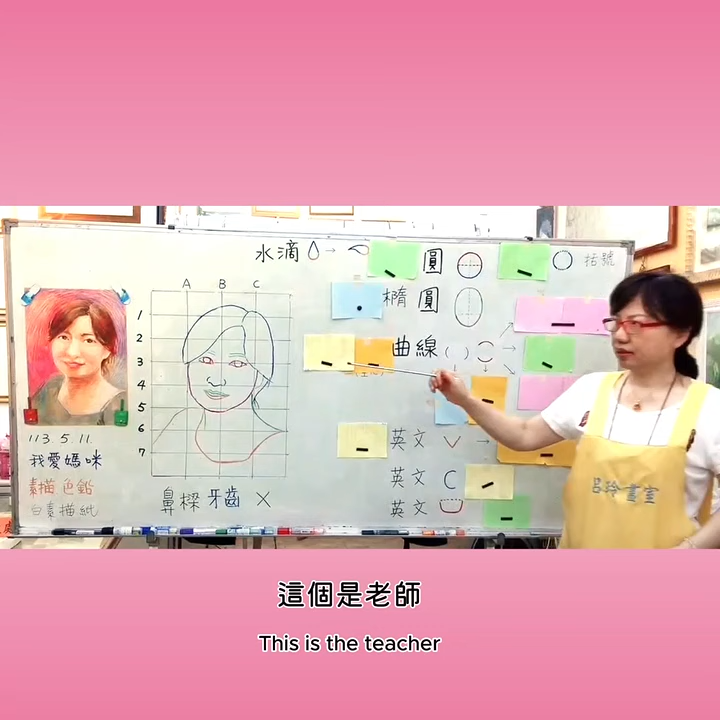 水滴 → 圓 括號
A B C
1
2
3
4
5
6
7
橢圓
曲線 ( )
113.5.11.
我愛媽咪
素描 色鉛
白素描紙
鼻樑 牙齒 ×
英文 V →
英文 C
英文
呂玲畫室
這個是老師
This is the teacher